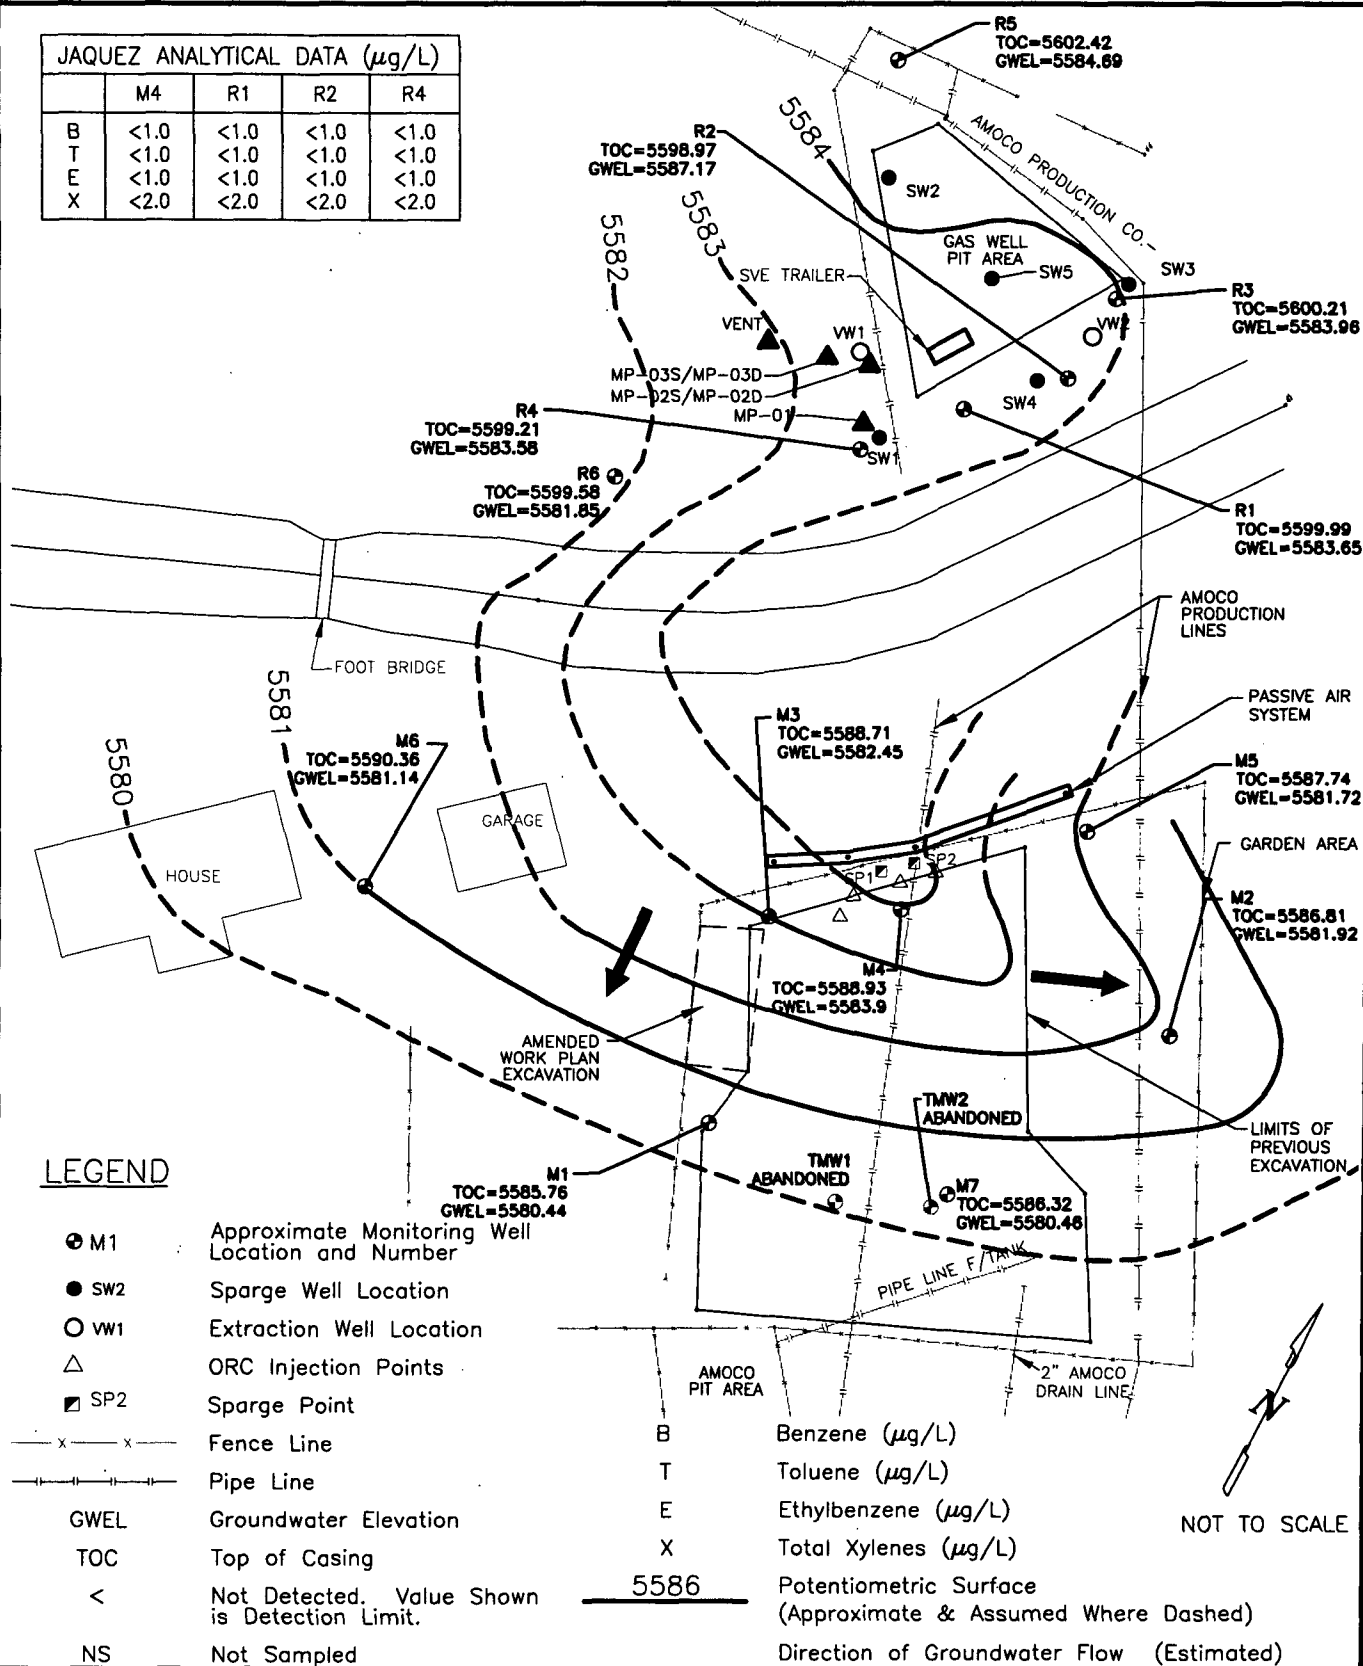 JAQUEZ ANALYTICAL DATA (µg/L)
M4 R1 R2 R4
B <1.0 <1.0 <1.0 <1.0
T <1.0 <1.0 <1.0 <1.0
E <1.0 <1.0 <1.0 <1.0
X <2.0 <2.0 <2.0 <2.0
R5
TOC=5602.42
GWEL=5584.69
R2
TOC=5598.97
GWEL=5587.17
5584
AMOCO PRODUCTION CO.
SW2
5583
5582
GAS WELL
PIT AREA
SW5
SW3
SVE TRAILER
R3
TOC=5600.21
GWEL=5583.96
VENT
VW1
VW2
MP-03S/MP-03D
MP-02S/MP-02D
MP-01
SW4
R4
TOC=5599.21
GWEL=5583.58
SW1
R6
TOC=5599.58
GWEL=5581.85
R1
TOC=5599.99
GWEL=5583.65
AMOCO
PRODUCTION
LINES
FOOT BRIDGE
5581
PASSIVE AIR
SYSTEM
M3
TOC=5588.71
GWEL=5582.45
M6
TOC=5590.36
GWEL=5581.14
5580
M5
TOC=5587.74
GWEL=5581.72
GARAGE
GARDEN AREA
HOUSE
SP1
SP2
M2
TOC=5586.81
GWEL=5581.92
M4
TOC=5588.93
GWEL=5583.9
AMENDED
WORK PLAN
EXCAVATION
TMW2
ABANDONED
LIMITS OF
PREVIOUS
EXCAVATION
TMW1
ABANDONED
M1
TOC=5585.76
GWEL=5580.44
M7
TOC=5586.32
GWEL=5580.46
PIPE LINE F/TANK
AMOCO
PIT AREA
2" AMOCO
DRAIN LINE
N
NOT TO SCALE
LEGEND
M1 Approximate Monitoring Well
Location and Number
SW2 Sparge Well Location
VW1 Extraction Well Location
ORC Injection Points
SP2 Sparge Point
x x Fence Line
Pipe Line
GWEL Groundwater Elevation
TOC Top of Casing
< Not Detected. Value Shown
is Detection Limit.
NS Not Sampled
B Benzene (µg/L)
T Toluene (µg/L)
E Ethylbenzene (µg/L)
X Total Xylenes (µg/L)
5586 Potentiometric Surface
(Approximate & Assumed Where Dashed)
Direction of Groundwater Flow (Estimated)